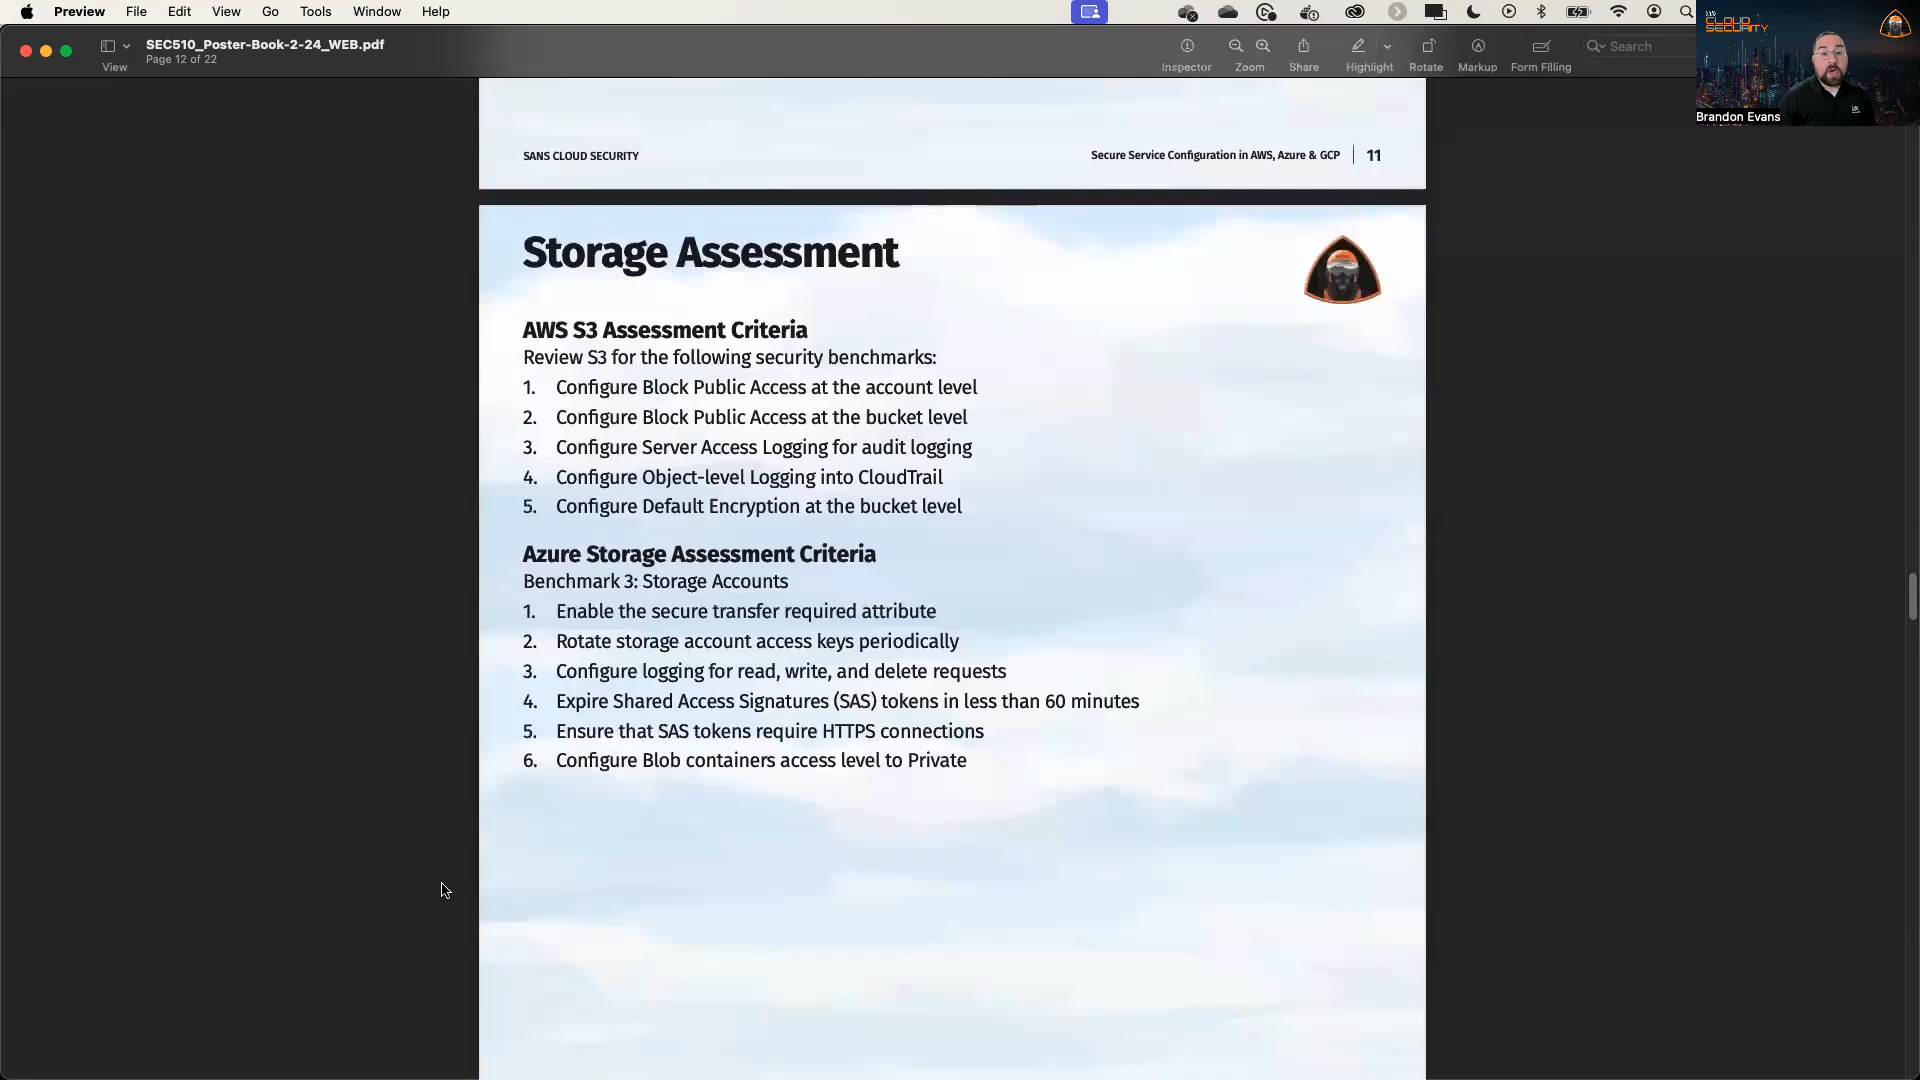 Preview File Edit View Go Tools Window Help
SEC510_Poster-Book-2-24_WEB.pdf
Page 12 of 22
View
Inspector Zoom Share Highlight Rotate Markup Form Filling
Search
CLOUD
SECURITY
Brandon Evans
SANS CLOUD SECURITY
Secure Service Configuration in AWS, Azure & GCP 11
Storage Assessment
AWS S3 Assessment Criteria
Review S3 for the following security benchmarks:
1. Configure Block Public Access at the account level
2. Configure Block Public Access at the bucket level
3. Configure Server Access Logging for audit logging
4. Configure Object-level Logging into CloudTrail
5. Configure Default Encryption at the bucket level
Azure Storage Assessment Criteria
Benchmark 3: Storage Accounts
1. Enable the secure transfer required attribute
2. Rotate storage account access keys periodically
3. Configure logging for read, write, and delete requests
4. Expire Shared Access Signatures (SAS) tokens in less than 60 minutes
5. Ensure that SAS tokens require HTTPS connections
6. Configure Blob containers access level to Private